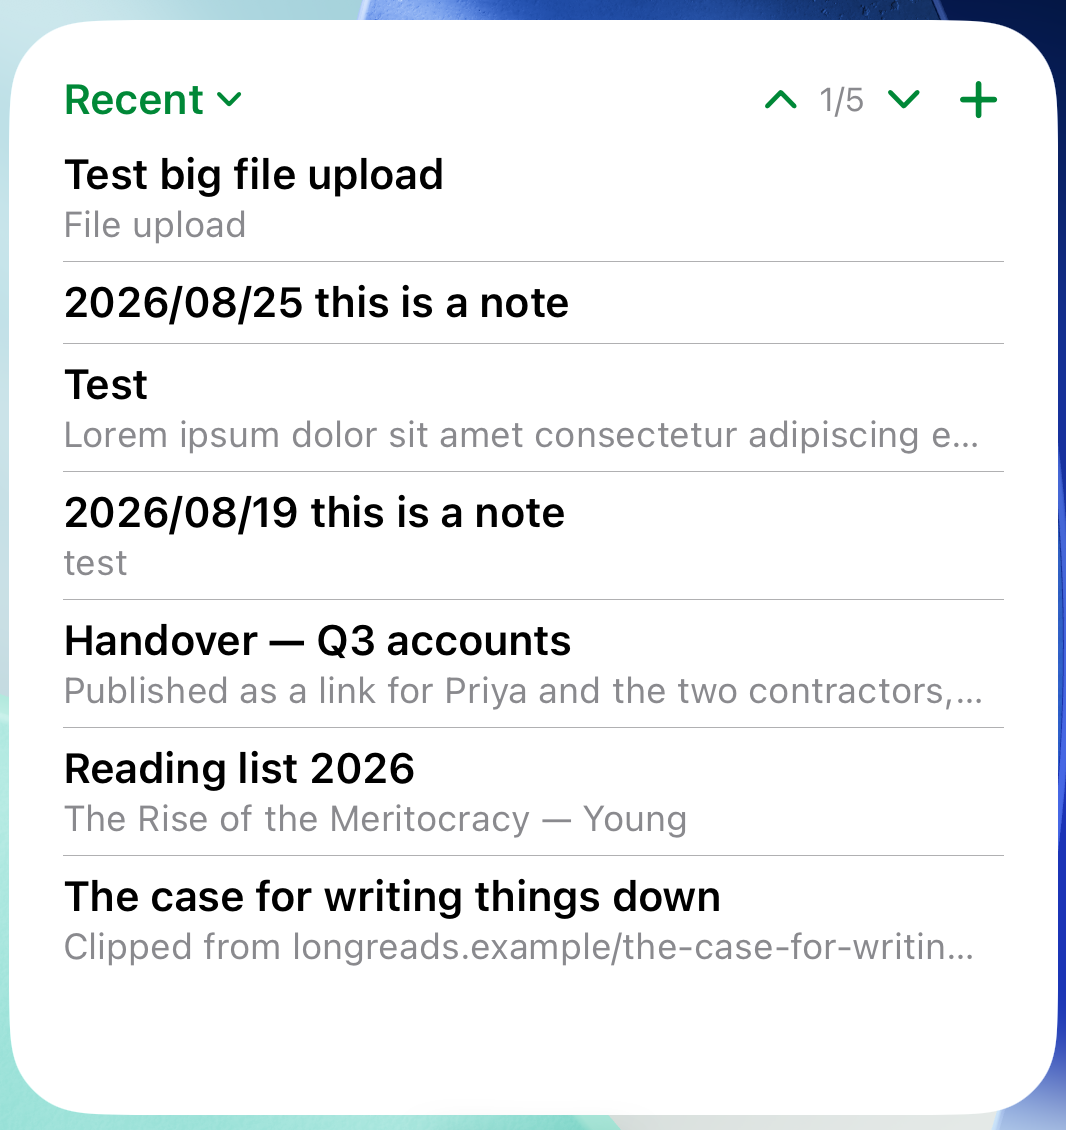 Recent
1/5
Test big file upload
File upload
2026/08/25 this is a note
Test
Lorem ipsum dolor sit amet consectetur adipiscing e...
2026/08/19 this is a note
test
Handover — Q3 accounts
Published as a link for Priya and the two contractors,...
Reading list 2026
The Rise of the Meritocracy — Young
The case for writing things down
Clipped from longreads.example/the-case-for-writin...